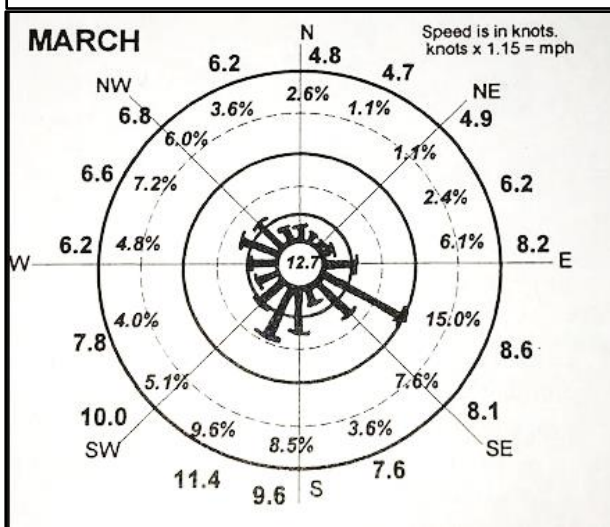 MARCH
Speed is in knots.
knots x 1.15 = mph
N
6.2 4.8 4.7
NW NE
6.8 3.6% 2.6% 1.1% 4.9
6.0% 1.1%
6.6 7.2% 2.4% 6.2
6.2 4.8% 6.1% 8.2
W 12.7 E
4.0% 15.0%
7.8 8.6
5.1% 7.6%
10.0 8.1
SW 9.6% 8.5% 3.6% SE
11.4 9.6 S 7.6